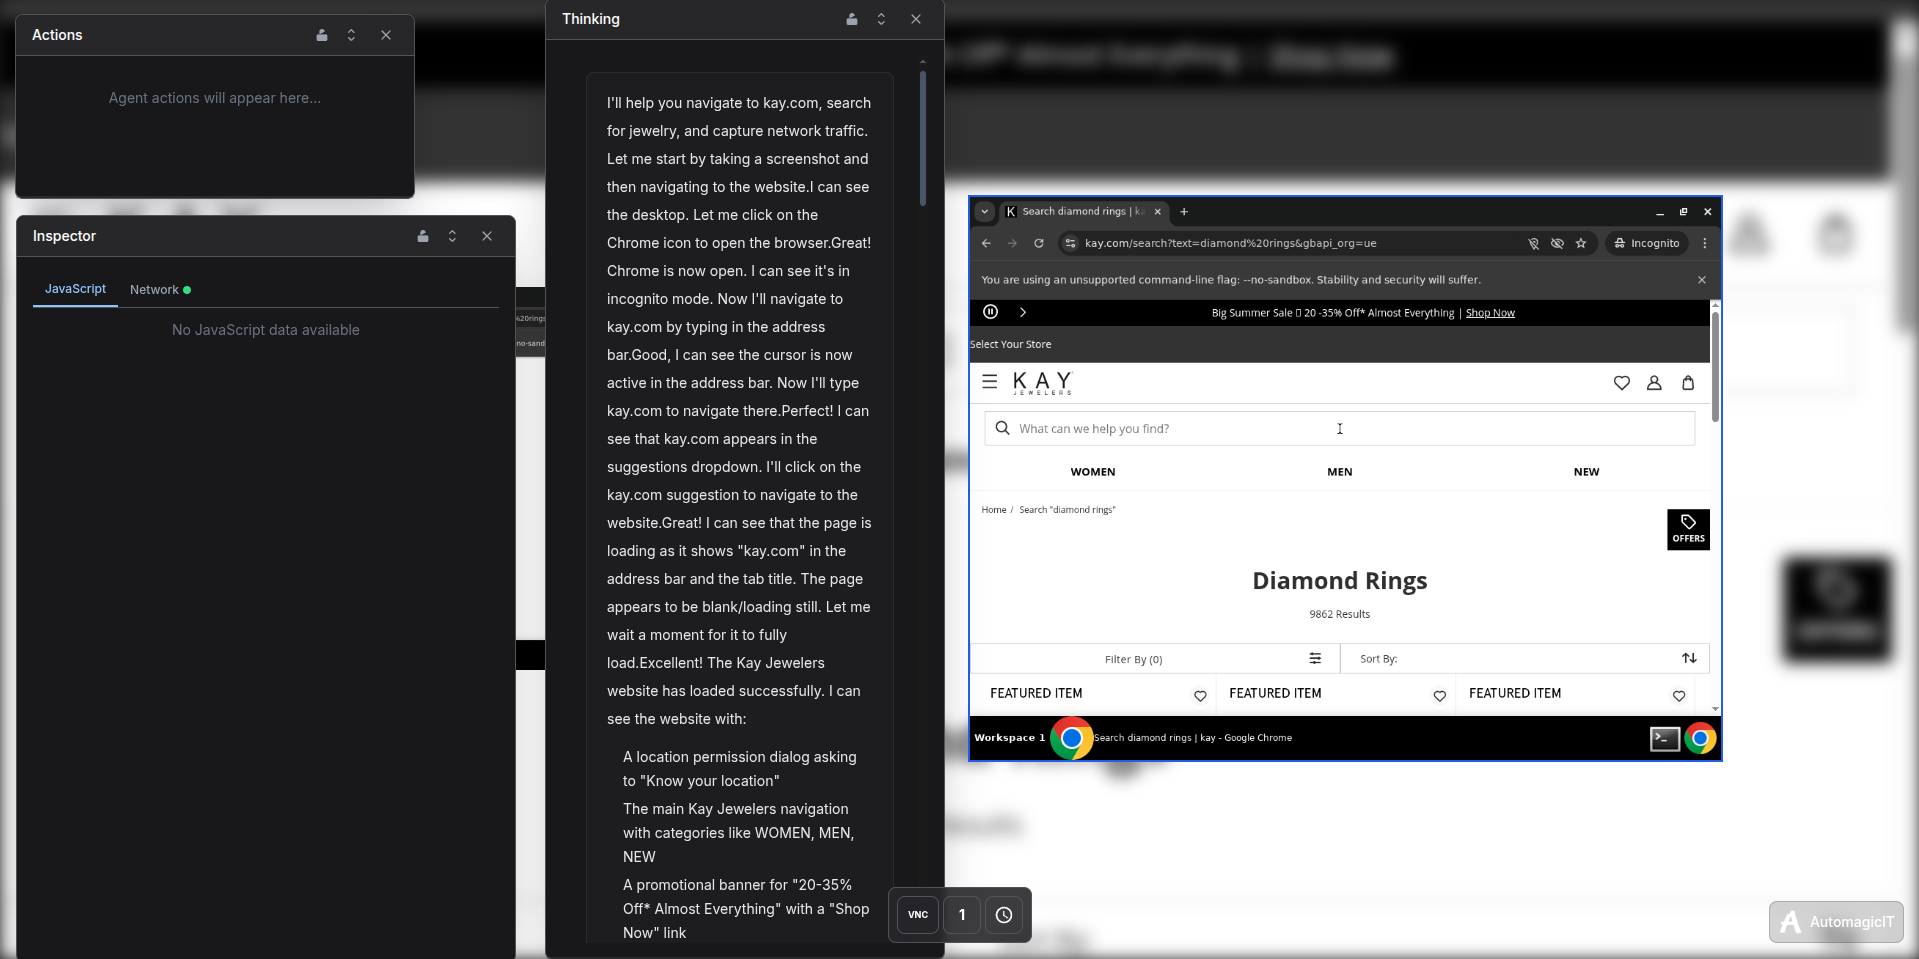 Actions
Agent actions will appear here...
Inspector
JavaScript
Network
No JavaScript data available
Thinking
I'll help you navigate to kay.com, search
for jewelry, and capture network traffic.
Let me start by taking a screenshot and
then navigating to the website.I can see
the desktop. Let me click on the
Chrome icon to open the browser.Great!
Chrome is now open. I can see it's in
incognito mode. Now I'll navigate to
kay.com by typing in the address
bar.Good, I can see the cursor is now
active in the address bar. Now I'll type
kay.com to navigate there.Perfect! I can
see that kay.com appears in the
suggestions dropdown. I'll click on the
kay.com suggestion to navigate to the
website.Great! I can see that the page is
loading as it shows "kay.com" in the
address bar and the tab title. The page
appears to be blank/loading still. Let me
wait a moment for it to fully
load.Excellent! The Kay Jewelers
website has loaded successfully. I can
see the website with:
A location permission dialog asking
to "Know your location"
The main Kay Jewelers navigation
with categories like WOMEN, MEN,
NEW
A promotional banner for "20-35%
Off* Almost Everything" with a "Shop
Now" link
VNC
1
Off* Almost Everything | Shop Now
%20rings
no-sand
Search diamond rings | ka
kay.com/search?text=diamond%20rings&gbapi_org=ue
Incognito
You are using an unsupported command-line flag: --no-sandbox. Stability and security will suffer.
Big Summer Sale 20 -35% Off* Almost Everything | Shop Now
Select Your Store
KAY
JEWELERS
What can we help you find?
WOMEN MEN NEW
Home / Search "diamond rings"
OFFERS
Diamond Rings
9862 Results
Filter By (0)
Sort By:
FEATURED ITEM FEATURED ITEM FEATURED ITEM
Workspace 1 Search diamond rings | kay - Google Chrome
AutomagicIT